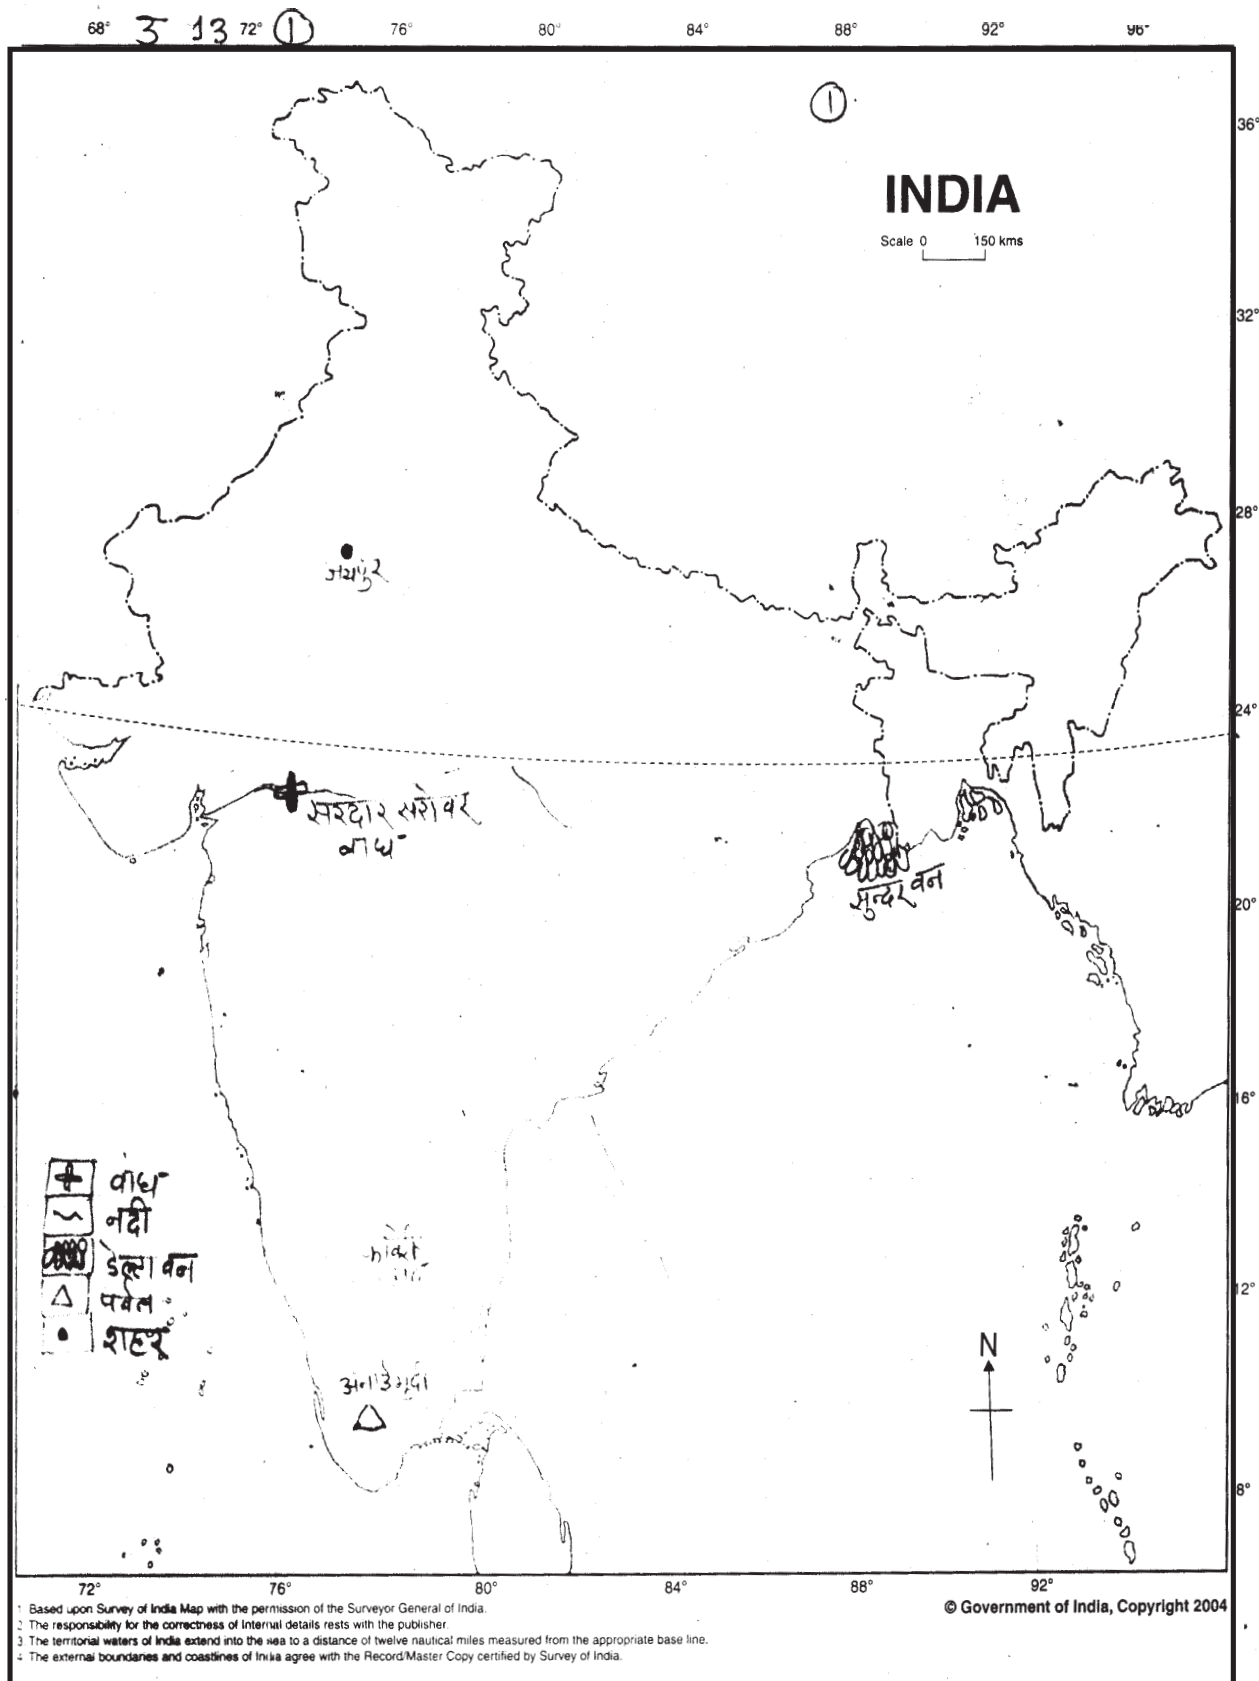 68° 5 13 72° 1 76° 80° 84° 88° 92° 96°
1
36°
INDIA
Scale 0 150 kms
32°
28°
जयपुर
24°
सरदार सरोवर
बांध
सुन्दर वन
20°
16°
बांध
नदी
डेल्टा वन
पर्वत
शहर
12°
N
अनाईमुदी
8°
72° 76° 80° 84° 88° 92°
1 Based upon Survey of India Map with the permission of the Surveyor General of India.
© Government of India, Copyright 2004
2 The responsibility for the correctness of Internal details rests with the publisher.
3 The territorial waters of India extend into the sea to a distance of twelve nautical miles measured from the appropriate base line.
4 The external boundaries and coastlines of India agree with the Record/Master Copy certified by Survey of India.